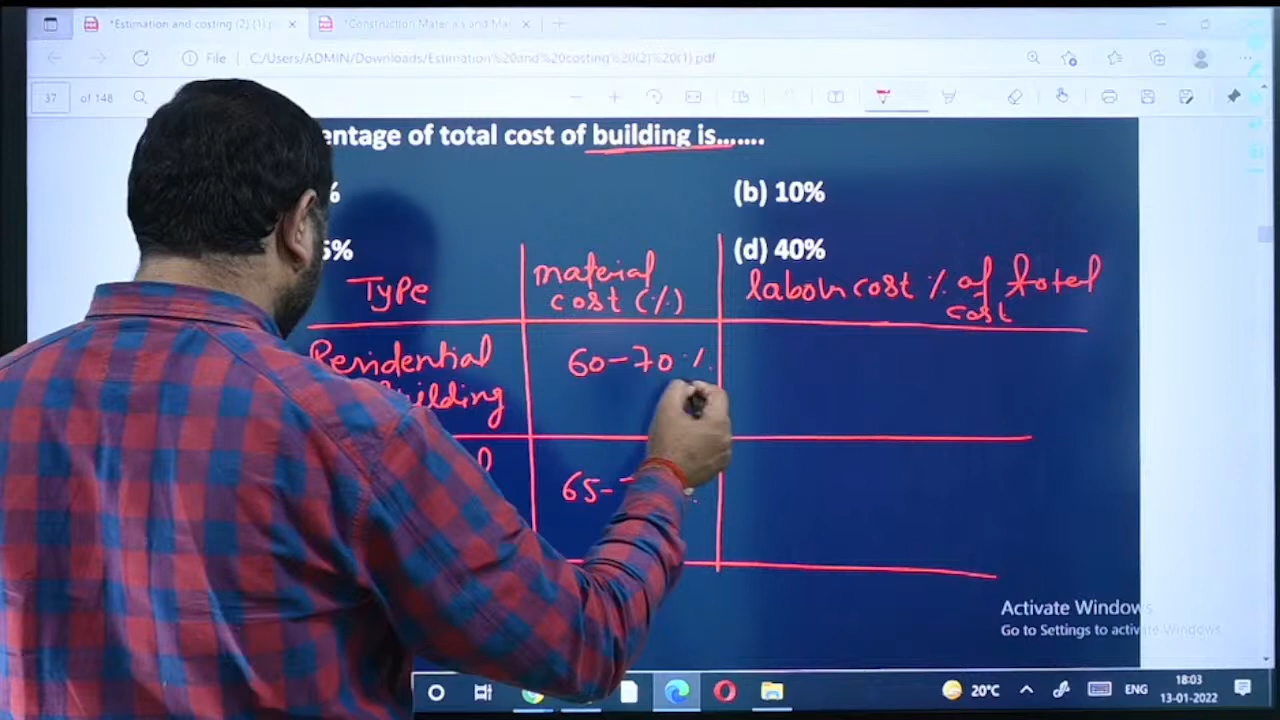 *Estimation and costing (2) (1).p
*Construction Materials and Ma
File C:/Users/ADMIN/Downloads/Estimation%20and%20costing%20(2)%20(1).pdf
37 of 148
entage of total cost of building is.......
%
(b) 10%
5%
(d) 40%
Type
material
cost (%)
labour cost % of total
cost
Residential
building
60-70 %
65-
Activate Windows
Go to Settings to activate Windows.
20°C
ENG
18:03
13-01-2022